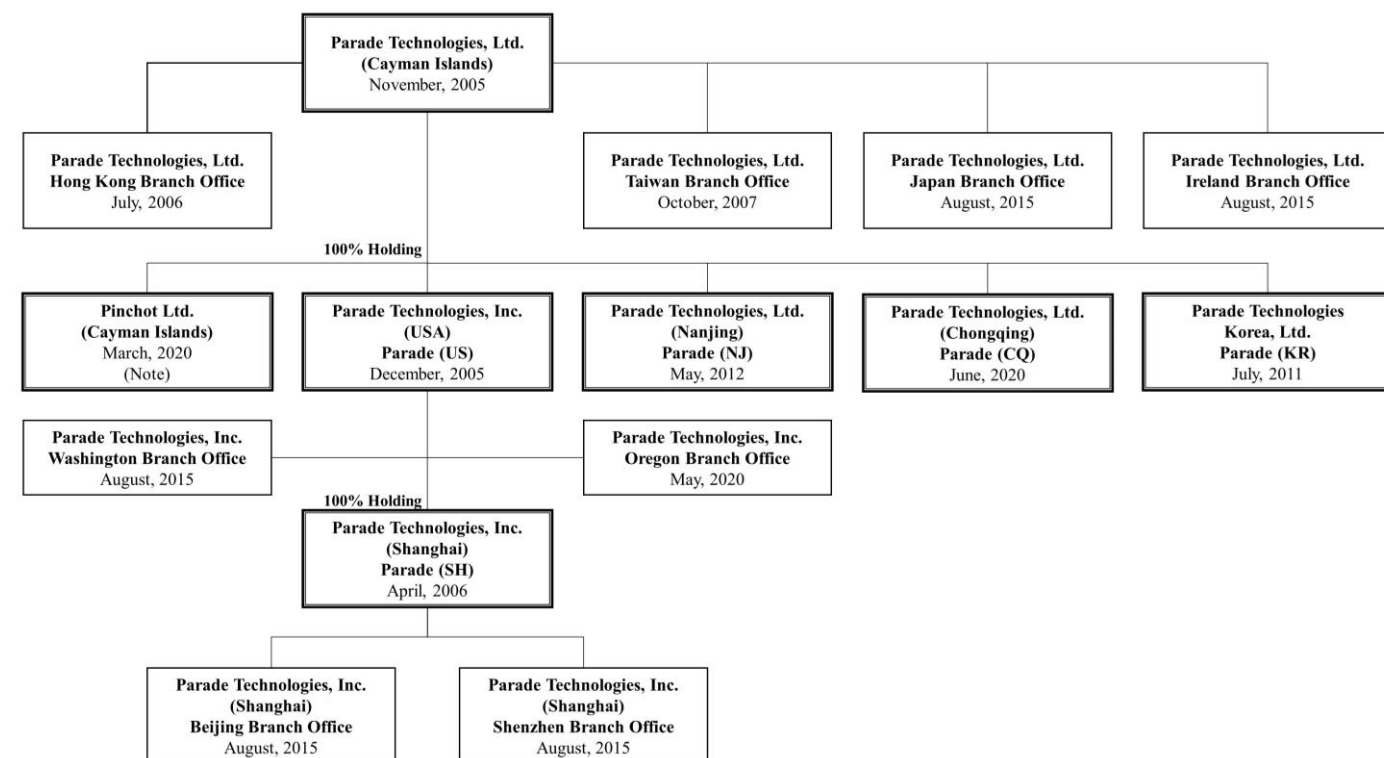 Parade Technologies, Ltd.
(Cayman Islands)
November, 2005
Parade Technologies, Ltd.
Hong Kong Branch Office
July, 2006
Parade Technologies, Ltd.
Taiwan Branch Office
October, 2007
Parade Technologies, Ltd.
Japan Branch Office
August, 2015
Parade Technologies, Ltd.
Ireland Branch Office
August, 2015
100% Holding
Pinchot Ltd.
(Cayman Islands)
March, 2020
(Note)
Parade Technologies, Inc.
(USA)
Parade (US)
December, 2005
Parade Technologies, Ltd.
(Nanjing)
Parade (NJ)
May, 2012
Parade Technologies, Ltd.
(Chongqing)
Parade (CQ)
June, 2020
Parade Technologies
Korea, Ltd.
Parade (KR)
July, 2011
Parade Technologies, Inc.
Washington Branch Office
August, 2015
Parade Technologies, Inc.
Oregon Branch Office
May, 2020
100% Holding
Parade Technologies, Inc.
(Shanghai)
Parade (SH)
April, 2006
Parade Technologies, Inc.
(Shanghai)
Beijing Branch Office
August, 2015
Parade Technologies, Inc.
(Shanghai)
Shenzhen Branch Office
August, 2015